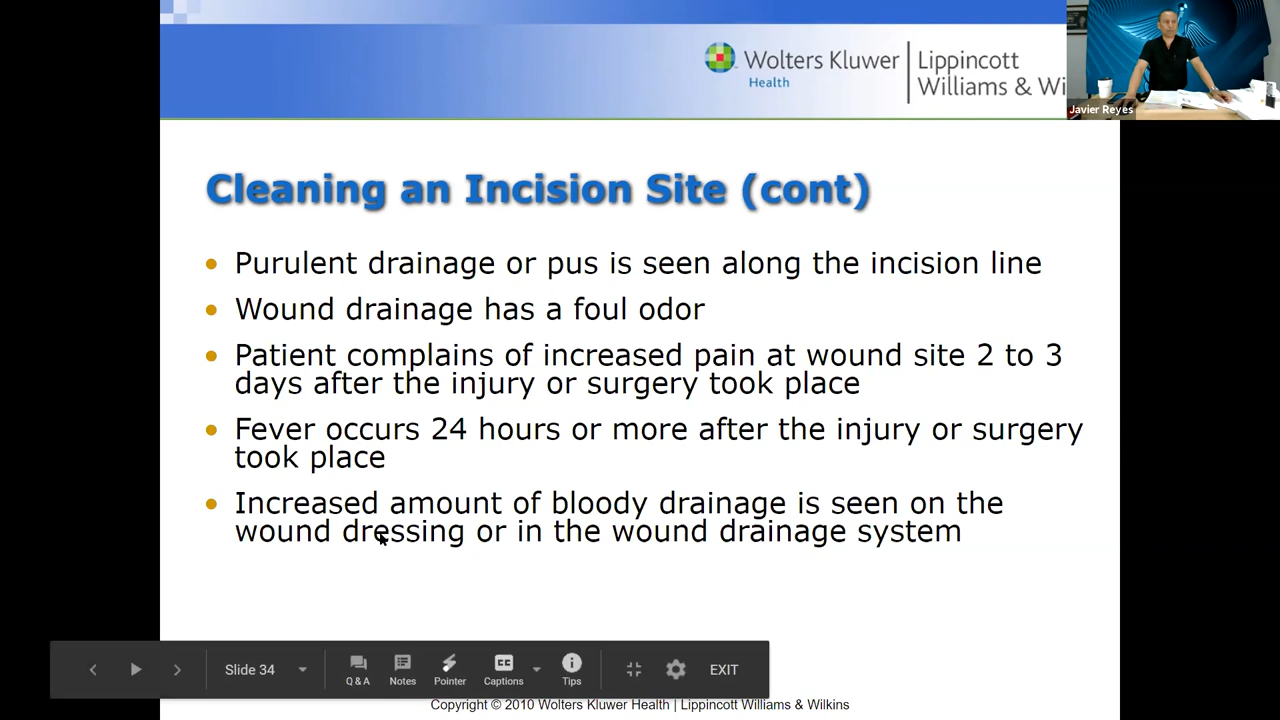 Wolters Kluwer
Health
Lippincott
Williams & Wi
Javier Reyes
Cleaning an Incision Site (cont)
• Purulent drainage or pus is seen along the incision line
• Wound drainage has a foul odor
• Patient complains of increased pain at wound site 2 to 3
days after the injury or surgery took place
• Fever occurs 24 hours or more after the injury or surgery
took place
• Increased amount of bloody drainage is seen on the
wound dressing or in the wound drainage system
Slide 34
Q & A
Notes
Pointer
CC
Captions
Tips
EXIT
Copyright © 2010 Wolters Kluwer Health | Lippincott Williams & Wilkins